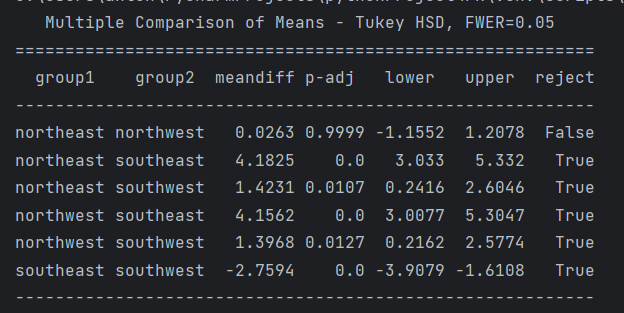 Multiple Comparison of Means - Tukey HSD, FWER=0.05
============================================================
group1 group2 meandiff p-adj lower upper reject
------------------------------------------------------------
northeast northwest 0.0263 0.9999 -1.1552 1.2078 False
northeast southeast 4.1825 0.0 3.033 5.332 True
northeast southwest 1.4231 0.0107 0.2416 2.6046 True
northwest southeast 4.1562 0.0 3.0077 5.3047 True
northwest southwest 1.3968 0.0127 0.2162 2.5774 True
southeast southwest -2.7594 0.0 -3.9079 -1.6108 True
------------------------------------------------------------